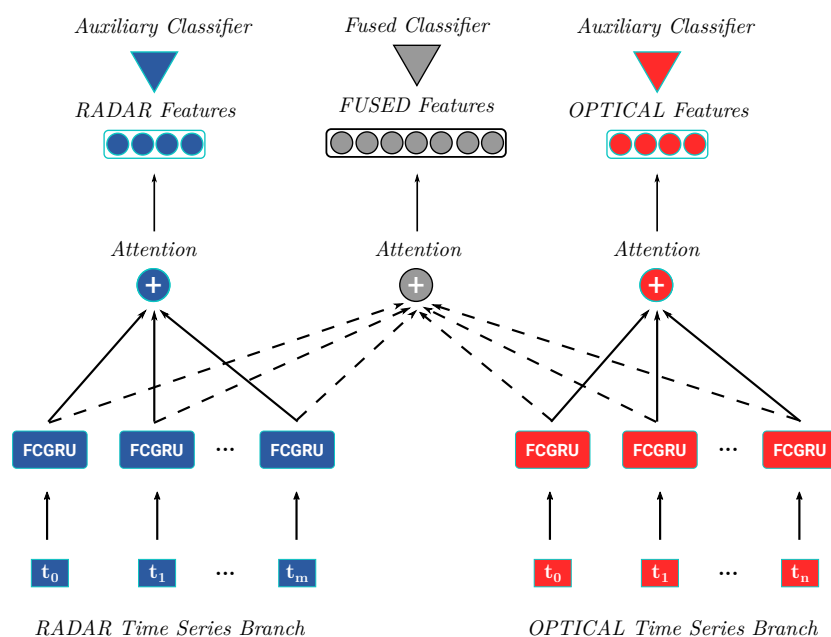 Auxiliary Classifier Fused Classifier Auxiliary Classifier
RADAR Features FUSED Features OPTICAL Features
Attention Attention Attention
+ + +
FCGRU FCGRU ... FCGRU FCGRU FCGRU ... FCGRU
t0 t1 ... tm t0 t1 ... tn
RADAR Time Series Branch OPTICAL Time Series Branch